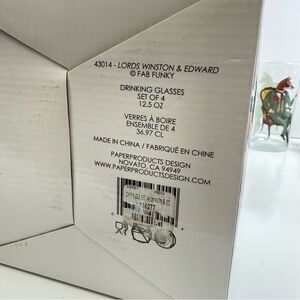 43014 - LORDS WINSTON & EDWARD
© FAB FUNKY
DRINKING GLASSES
SET OF 4
12.5 OZ
VERRES À BOIRE
ENSEMBLE DE 4
36.97 CL
MADE IN CHINA / FABRIQUÉ EN CHINE
PAPERPRODUCTS DESIGN
NOVATO, CA 94949
PAPERPRODUCTSDESIGN.COM